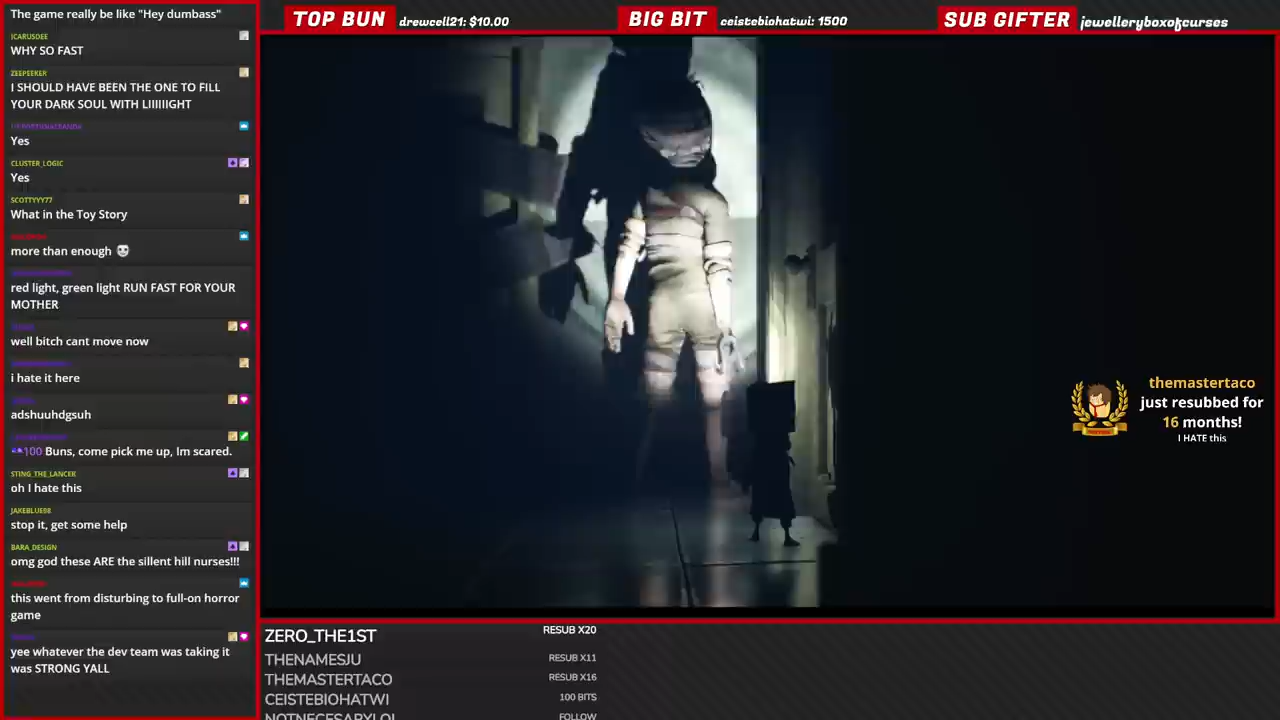 TOP BUN drewcell21: $10.00 BIG BIT ceistebiohatwi: 1500 SUB GIFTER jewelleryboxofcurses
The game really be like "Hey dumbass"
ICARUSDEE
WHY SO FAST
ZEEPEEKER
I SHOULD HAVE BEEN THE ONE TO FILL
YOUR DARK SOUL WITH LIIIIIGHT
Yes
CLUSTER_LOGIC
Yes
SCOTTYYY77
What in the Toy Story
more than enough
red light, green light RUN FAST FOR YOUR
MOTHER
well bitch cant move now
i hate it here
adshuuhdgsuh
100 Buns, come pick me up, Im scared.
STING_THE_LANCER
oh I hate this
JAKEBLUE88
stop it, get some help
BARA_DESIGN
omg god these ARE the sillent hill nurses!!!
this went from disturbing to full-on horror
game
yee whatever the dev team was taking it
was STRONG YALL
themastertaco
just resubbed for
16 months!
I HATE this
ZERO_THE1ST RESUB X20
THENAMESJU RESUB X11
THEMASTERTACO RESUB X16
CEISTEBIOHATWI 100 BITS
FOLLOW